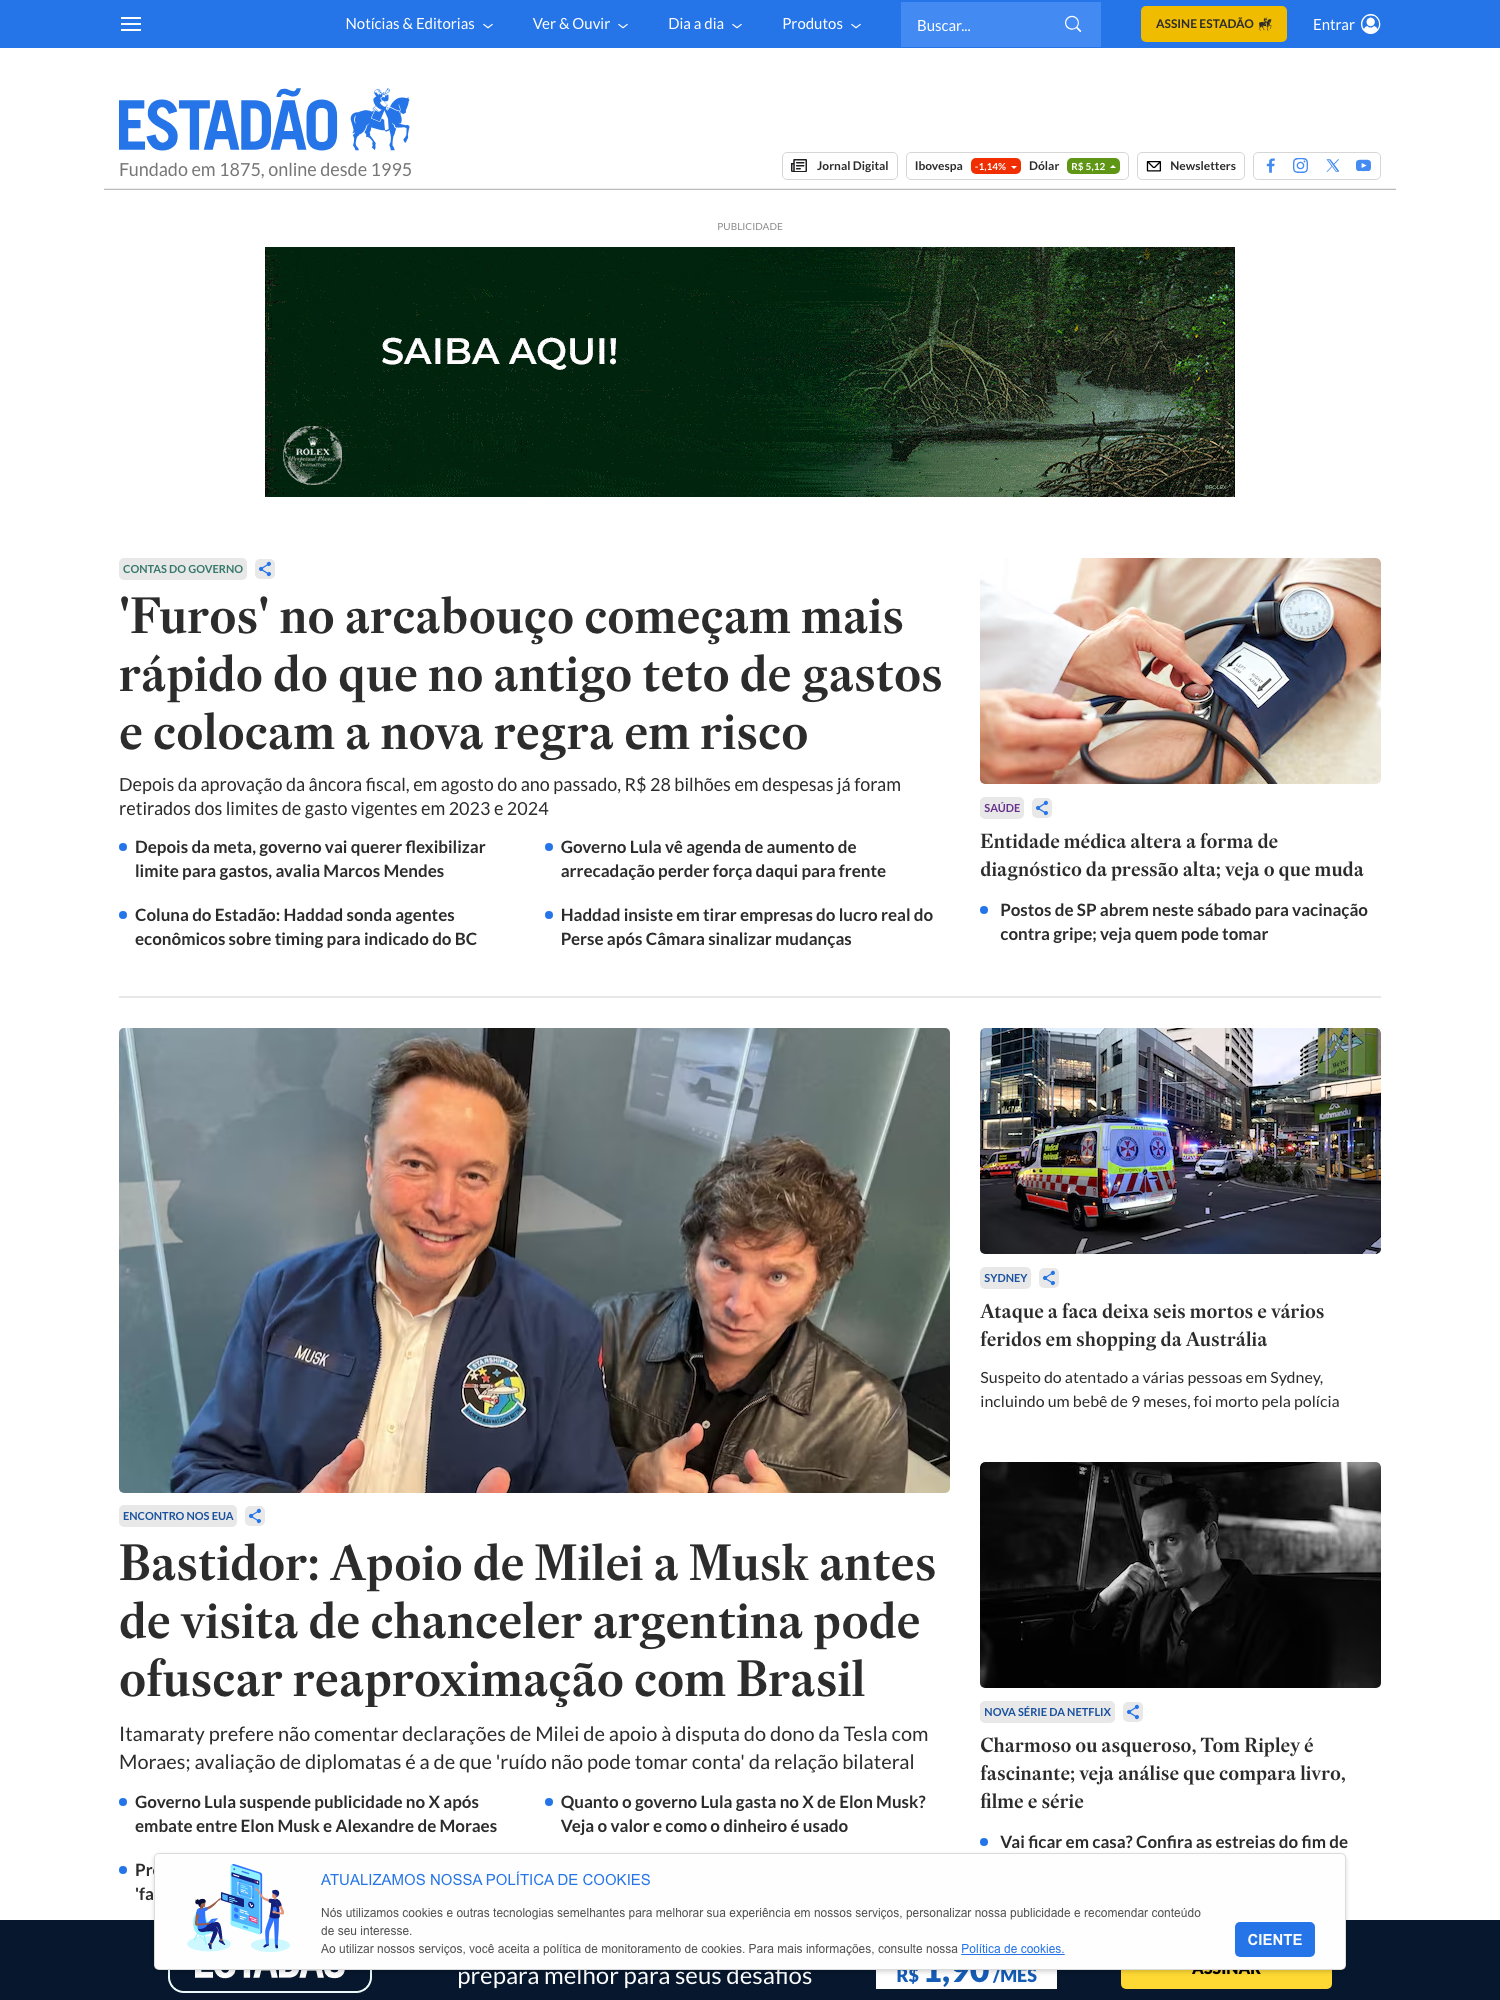 Notícias & Editorias
Ver & Ouvir
Dia a dia
Produtos
Buscar...
ASSINE ESTADÃO
Entrar
ESTADÃO
Fundado em 1875, online desde 1995
Jornal Digital
Ibovespa -1,14% Dólar R$ 5,12
Newsletters
PUBLICIDADE
SAIBA AQUI!
ROLEX
Perpetual Planet
Initiative
©ROLEX
CONTAS DO GOVERNO
'Furos' no arcabouço começam mais
rápido do que no antigo teto de gastos
e colocam a nova regra em risco
Depois da aprovação da âncora fiscal, em agosto do ano passado, R$ 28 bilhões em despesas já foram
retirados dos limites de gasto vigentes em 2023 e 2024
Depois da meta, governo vai querer flexibilizar
limite para gastos, avalia Marcos Mendes
Governo Lula vê agenda de aumento de
arrecadação perder força daqui para frente
Coluna do Estadão: Haddad sonda agentes
econômicos sobre timing para indicado do BC
Haddad insiste em tirar empresas do lucro real do
Perse após Câmara sinalizar mudanças
SAÚDE
Entidade médica altera a forma de
diagnóstico da pressão alta; veja o que muda
Postos de SP abrem neste sábado para vacinação
contra gripe; veja quem pode tomar
MUSK
STARSHIP
ENCONTRO NOS EUA
Bastidor: Apoio de Milei a Musk antes
de visita de chanceler argentina pode
ofuscar reaproximação com Brasil
Itamaraty prefere não comentar declarações de Milei de apoio à disputa do dono da Tesla com
Moraes; avaliação de diplomatas é a de que 'ruído não pode tomar conta' da relação bilateral
Governo Lula suspende publicidade no X após
embate entre Elon Musk e Alexandre de Moraes
Quanto o governo Lula gasta no X de Elon Musk?
Veja o valor e como o dinheiro é usado
Kathmandu
Medical
Retrieval
SYDNEY
Ataque a faca deixa seis mortos e vários
feridos em shopping da Austrália
Suspeito do atentado a várias pessoas em Sydney,
incluindo um bebê de 9 meses, foi morto pela polícia
NOVA SÉRIE DA NETFLIX
Charmoso ou asqueroso, Tom Ripley é
fascinante; veja análise que compara livro,
filme e série
Vai ficar em casa? Confira as estreias do fim de
ATUALIZAMOS NOSSA POLÍTICA DE COOKIES
Nós utilizamos cookies e outras tecnologias semelhantes para melhorar sua experiência em nossos serviços, personalizar nossa publicidade e recomendar conteúdo
de seu interesse.
Ao utilizar nossos serviços, você aceita a política de monitoramento de cookies. Para mais informações, consulte nossa Política de cookies.
CIENTE
ESTADÃO
prepara melhor para seus desafios
R$ 1,90 /MÊS
ASSINAR